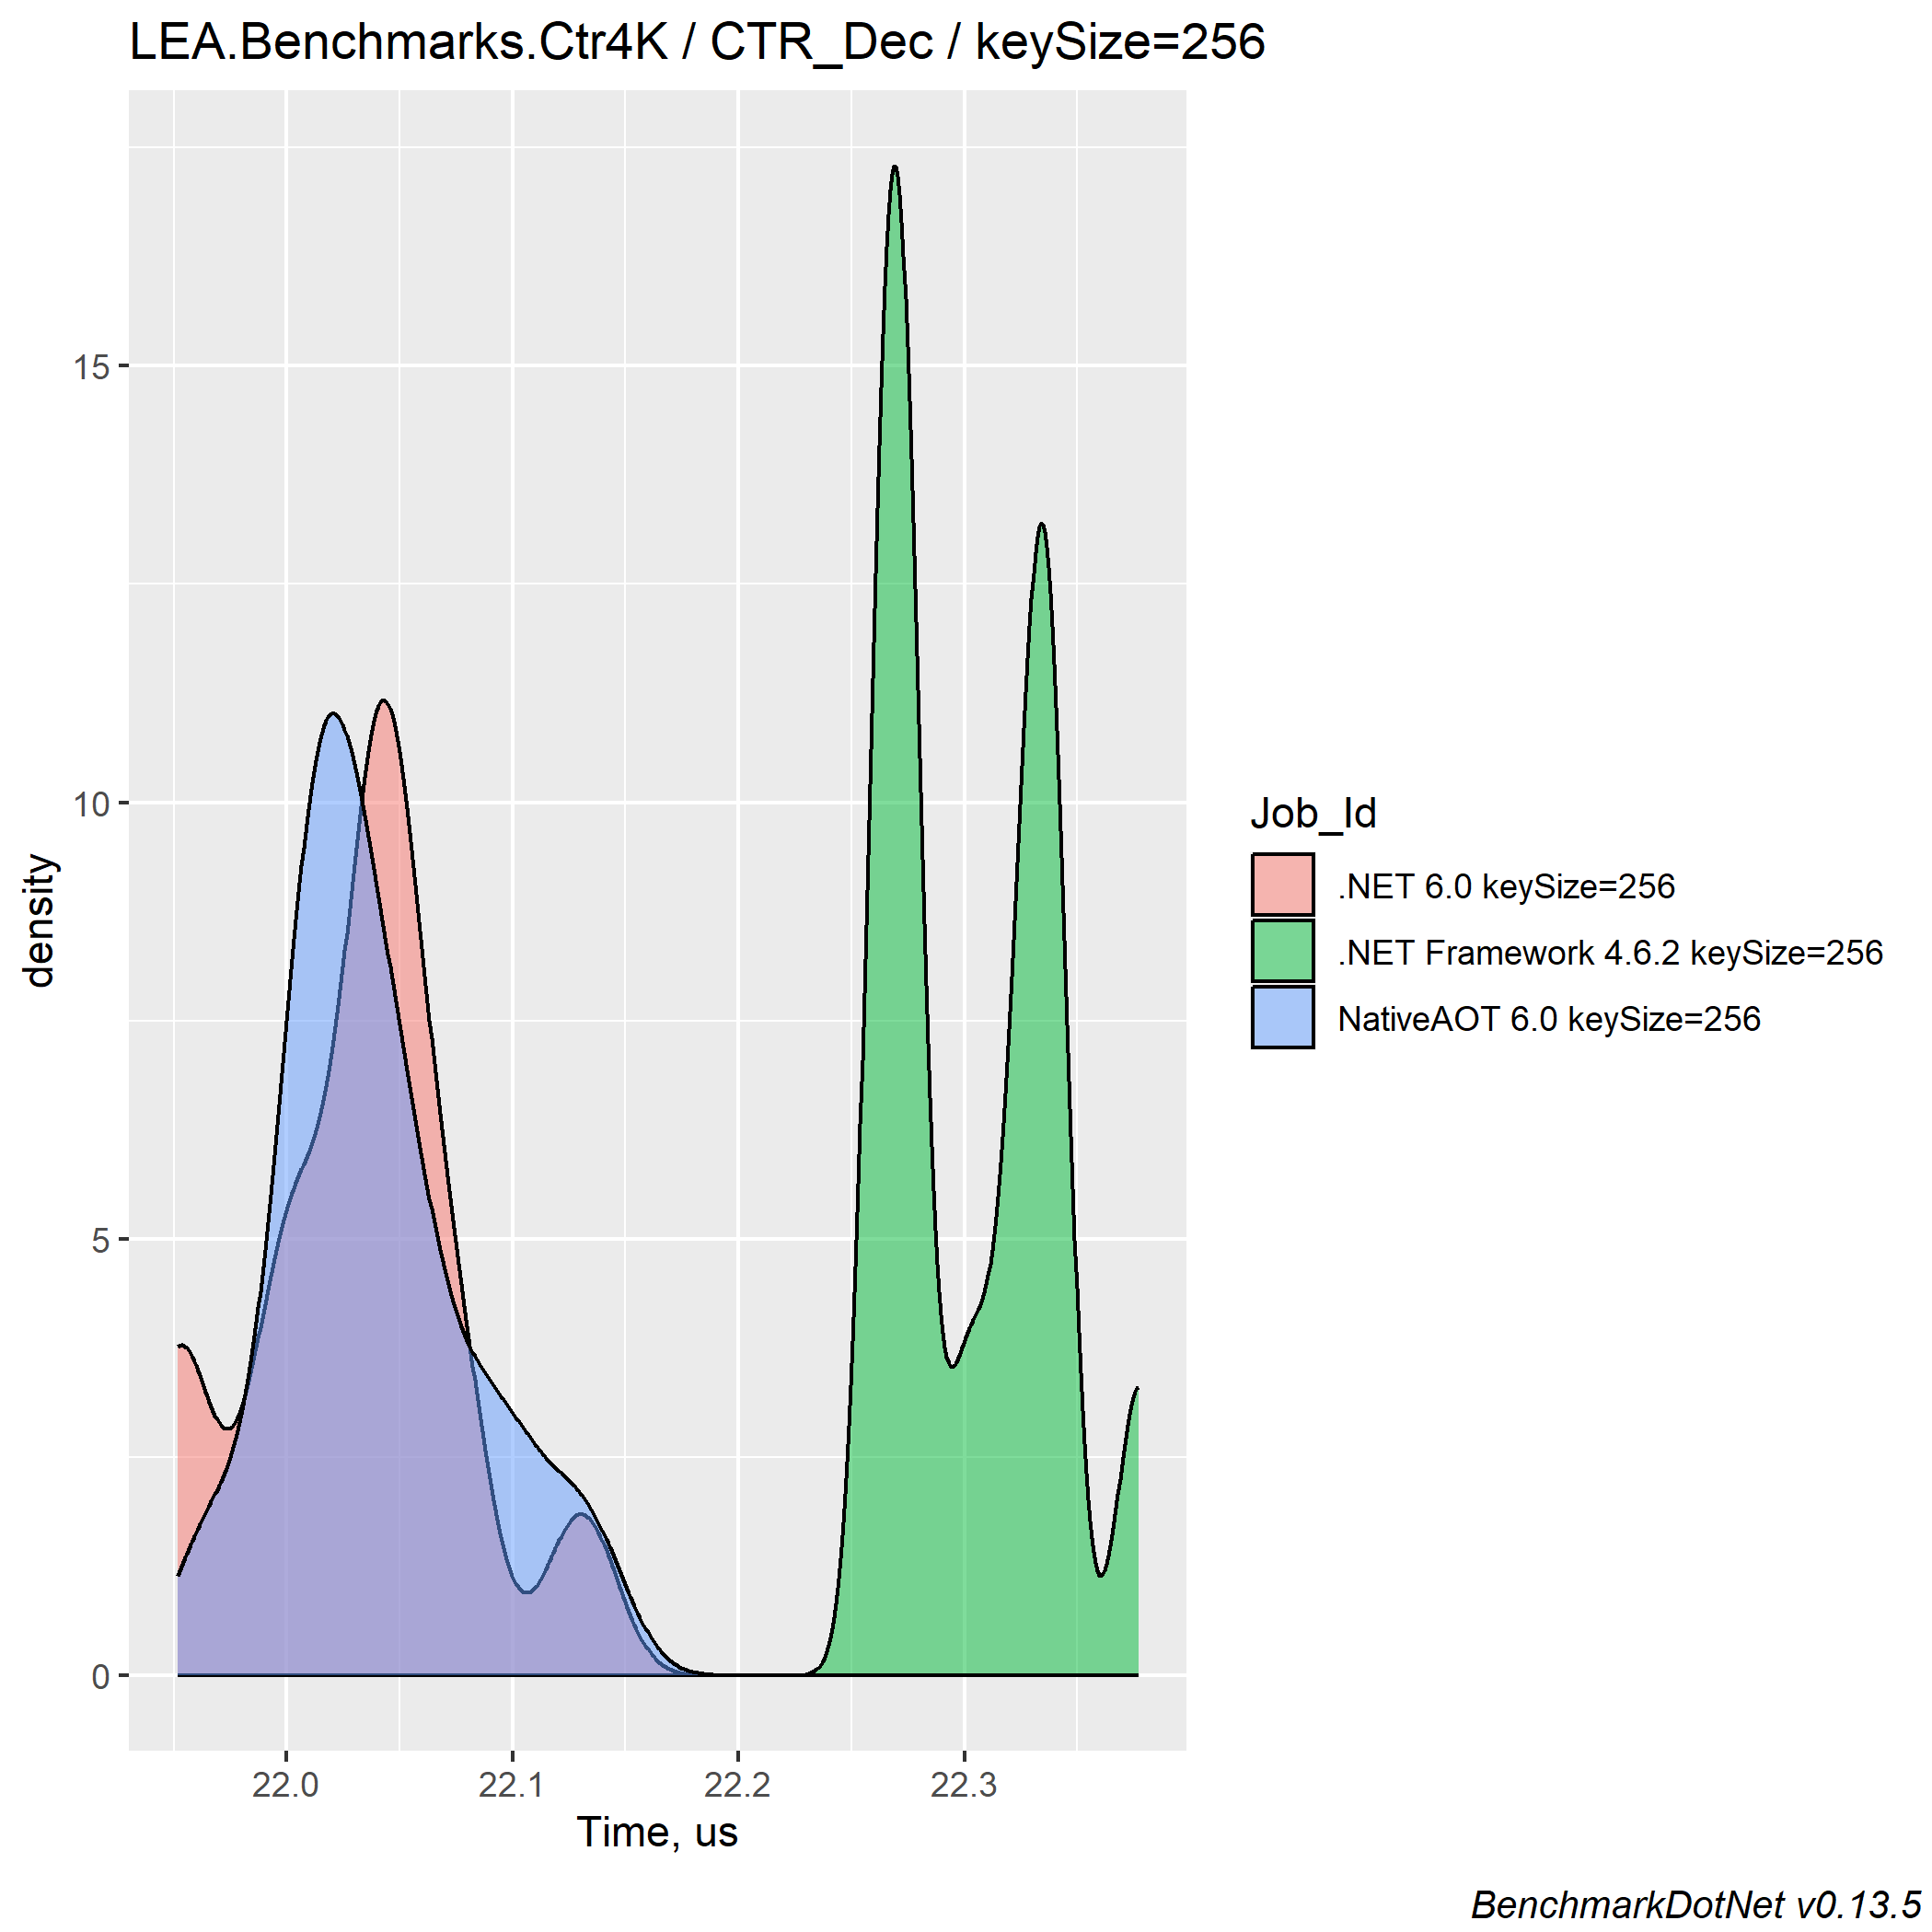 LEA.Benchmarks.Ctr4K / CTR_Dec / keySize=256
15
10
5
0
density
22.0 22.1 22.2 22.3
Time, us
Job_Id
.NET 6.0 keySize=256
.NET Framework 4.6.2 keySize=256
NativeAOT 6.0 keySize=256
BenchmarkDotNet v0.13.5